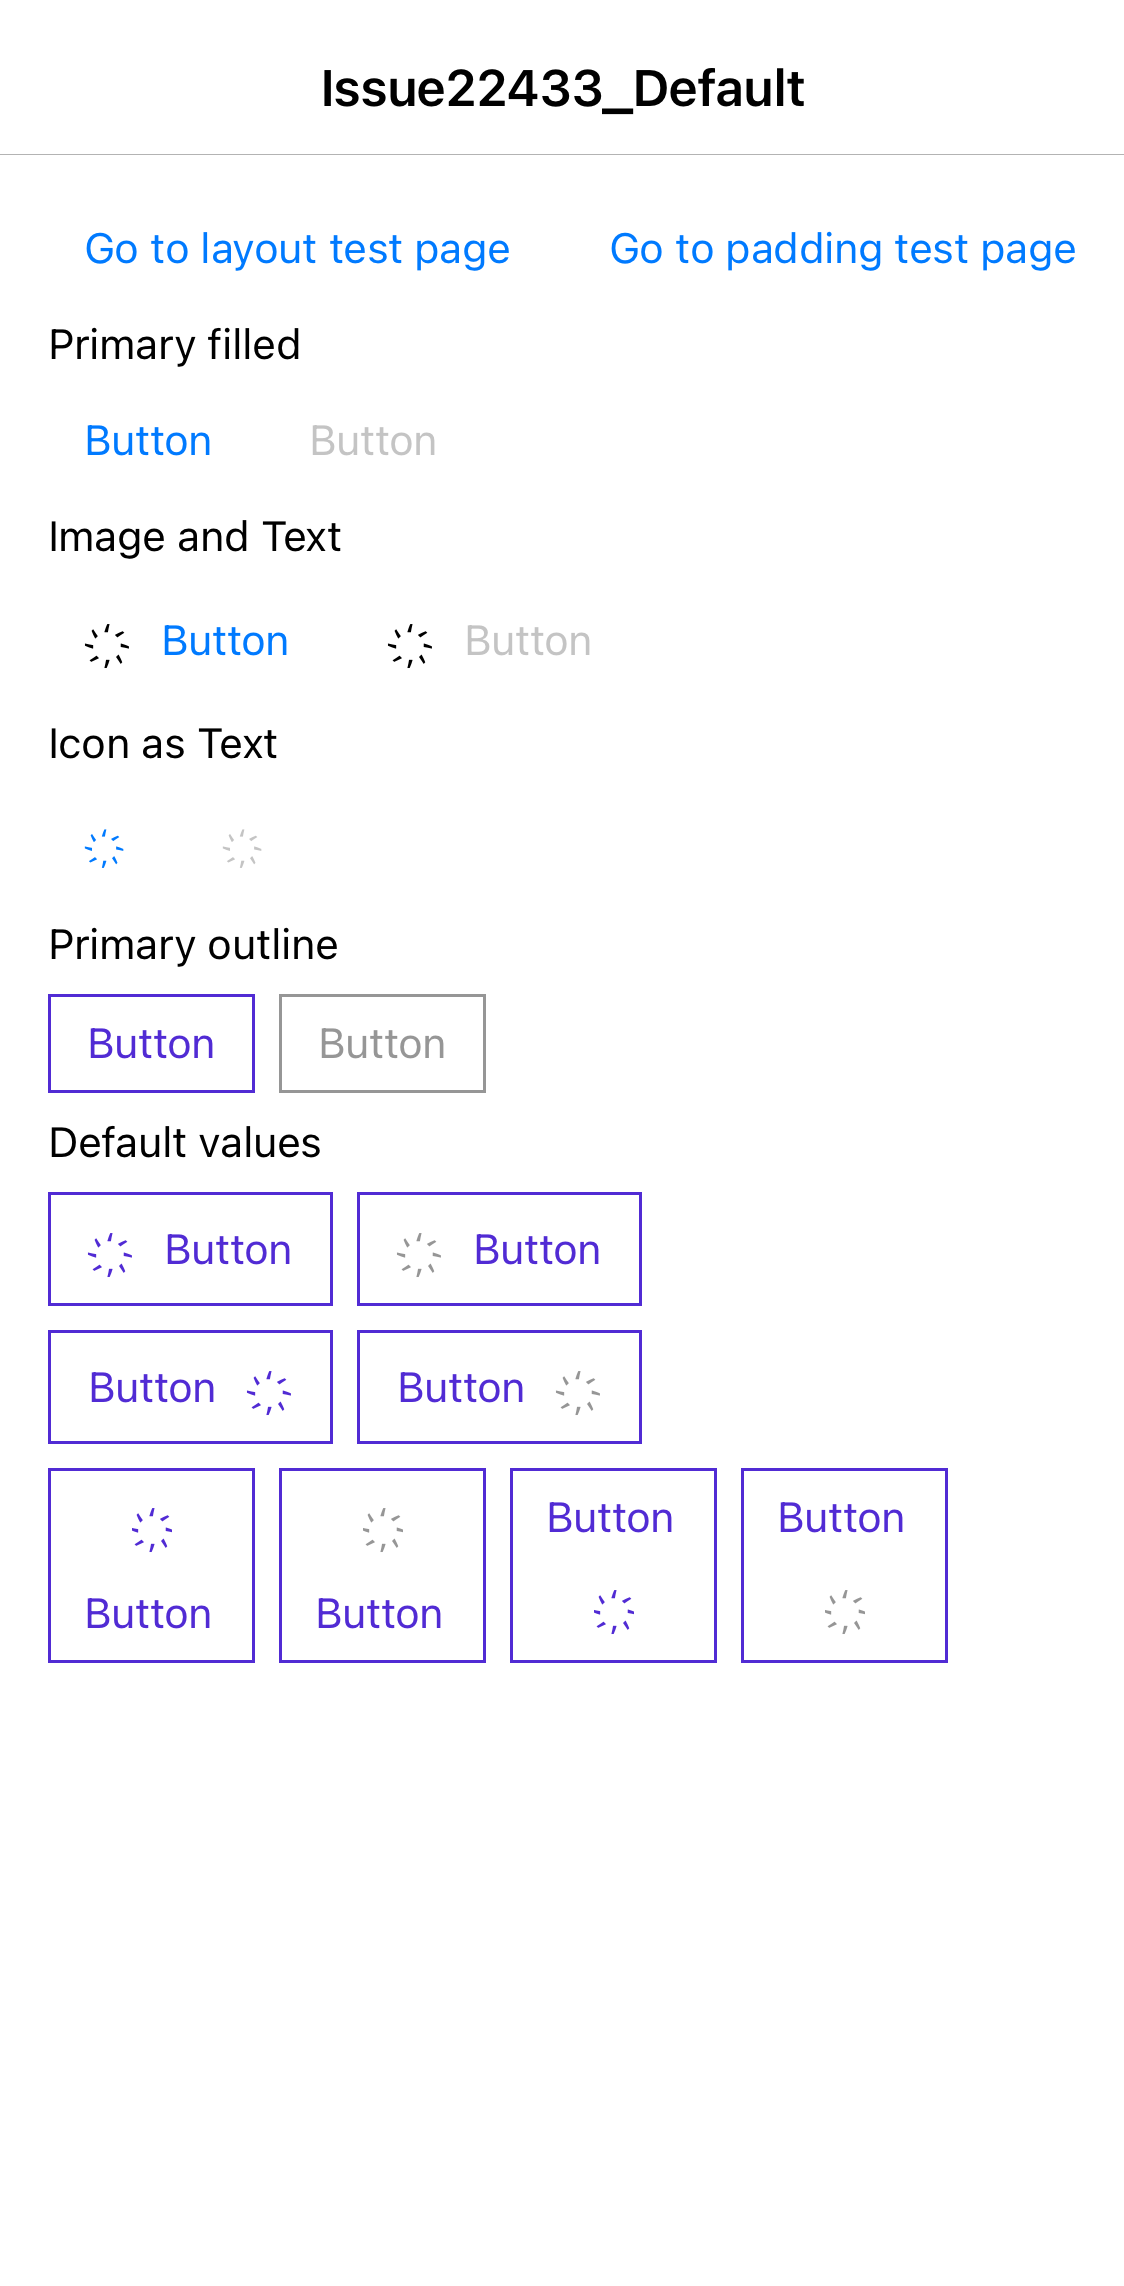 Issue22433_Default
Go to layout test page Go to padding test page
Primary filled
Button Button
Image and Text
Button Button
Icon as Text
Primary outline
Button Button
Default values
Button Button
Button Button
Button Button
Button Button